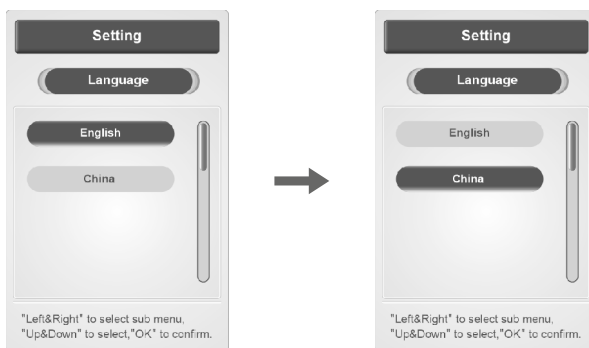 Setting
Language
English
China
"Left&Right" to select sub menu,
"Up&Down" to select,"OK" to confirm.
Setting
Language
English
China
"Left&Right" to select sub menu,
"Up&Down" to select,"OK" to confirm.